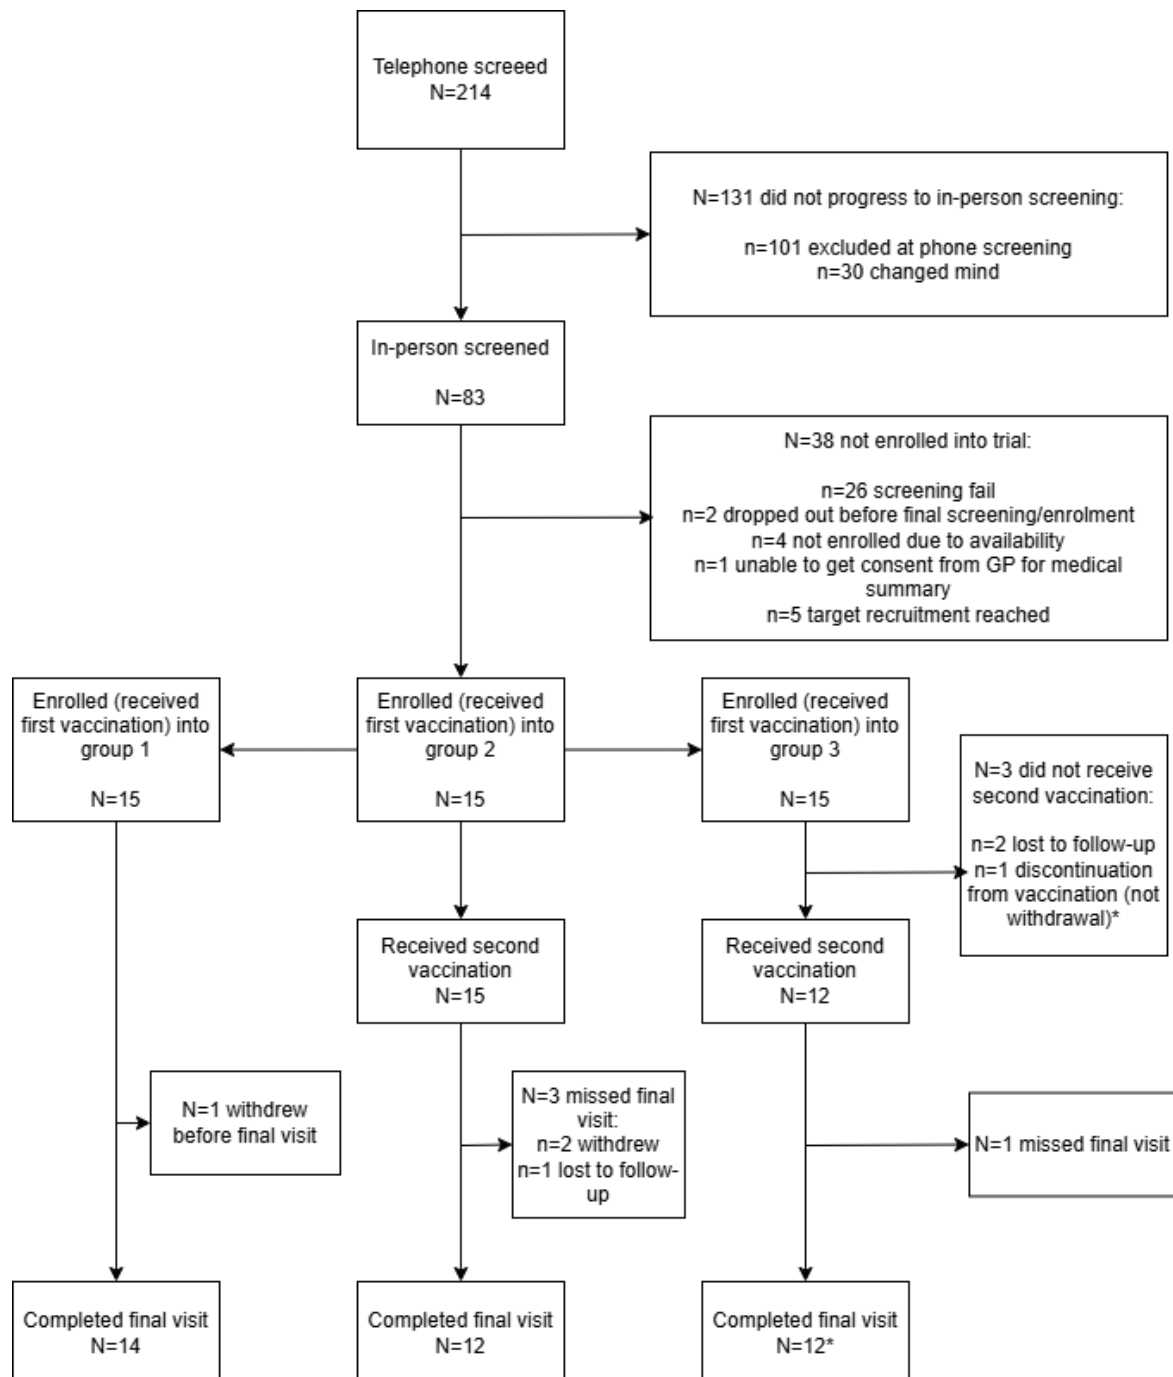 Telephone screeed
N=214
N=131 did not progress to in-person screening:
n=101 excluded at phone screening
n=30 changed mind
In-person screened
N=83
N=38 not enrolled into trial:
n=26 screening fail
n=2 dropped out before final screening/enrolment
n=4 not enrolled due to availability
n=1 unable to get consent from GP for medical
summary
n=5 target recruitment reached
Enrolled (received
first vaccination) into
group 1
N=15
Enrolled (received
first vaccination) into
group 2
N=15
Enrolled (received
first vaccination) into
group 3
N=15
N=3 did not receive
second vaccination:
n=2 lost to follow-up
n=1 discontinuation
from vaccination (not
withdrawal)*
Received second
vaccination
N=15
Received second
vaccination
N=12
N=1 withdrew
before final visit
N=3 missed final
visit:
n=2 withdrew
n=1 lost to follow-
up
N=1 missed final visit
Completed final visit
N=14
Completed final visit
N=12
Completed final visit
N=12*